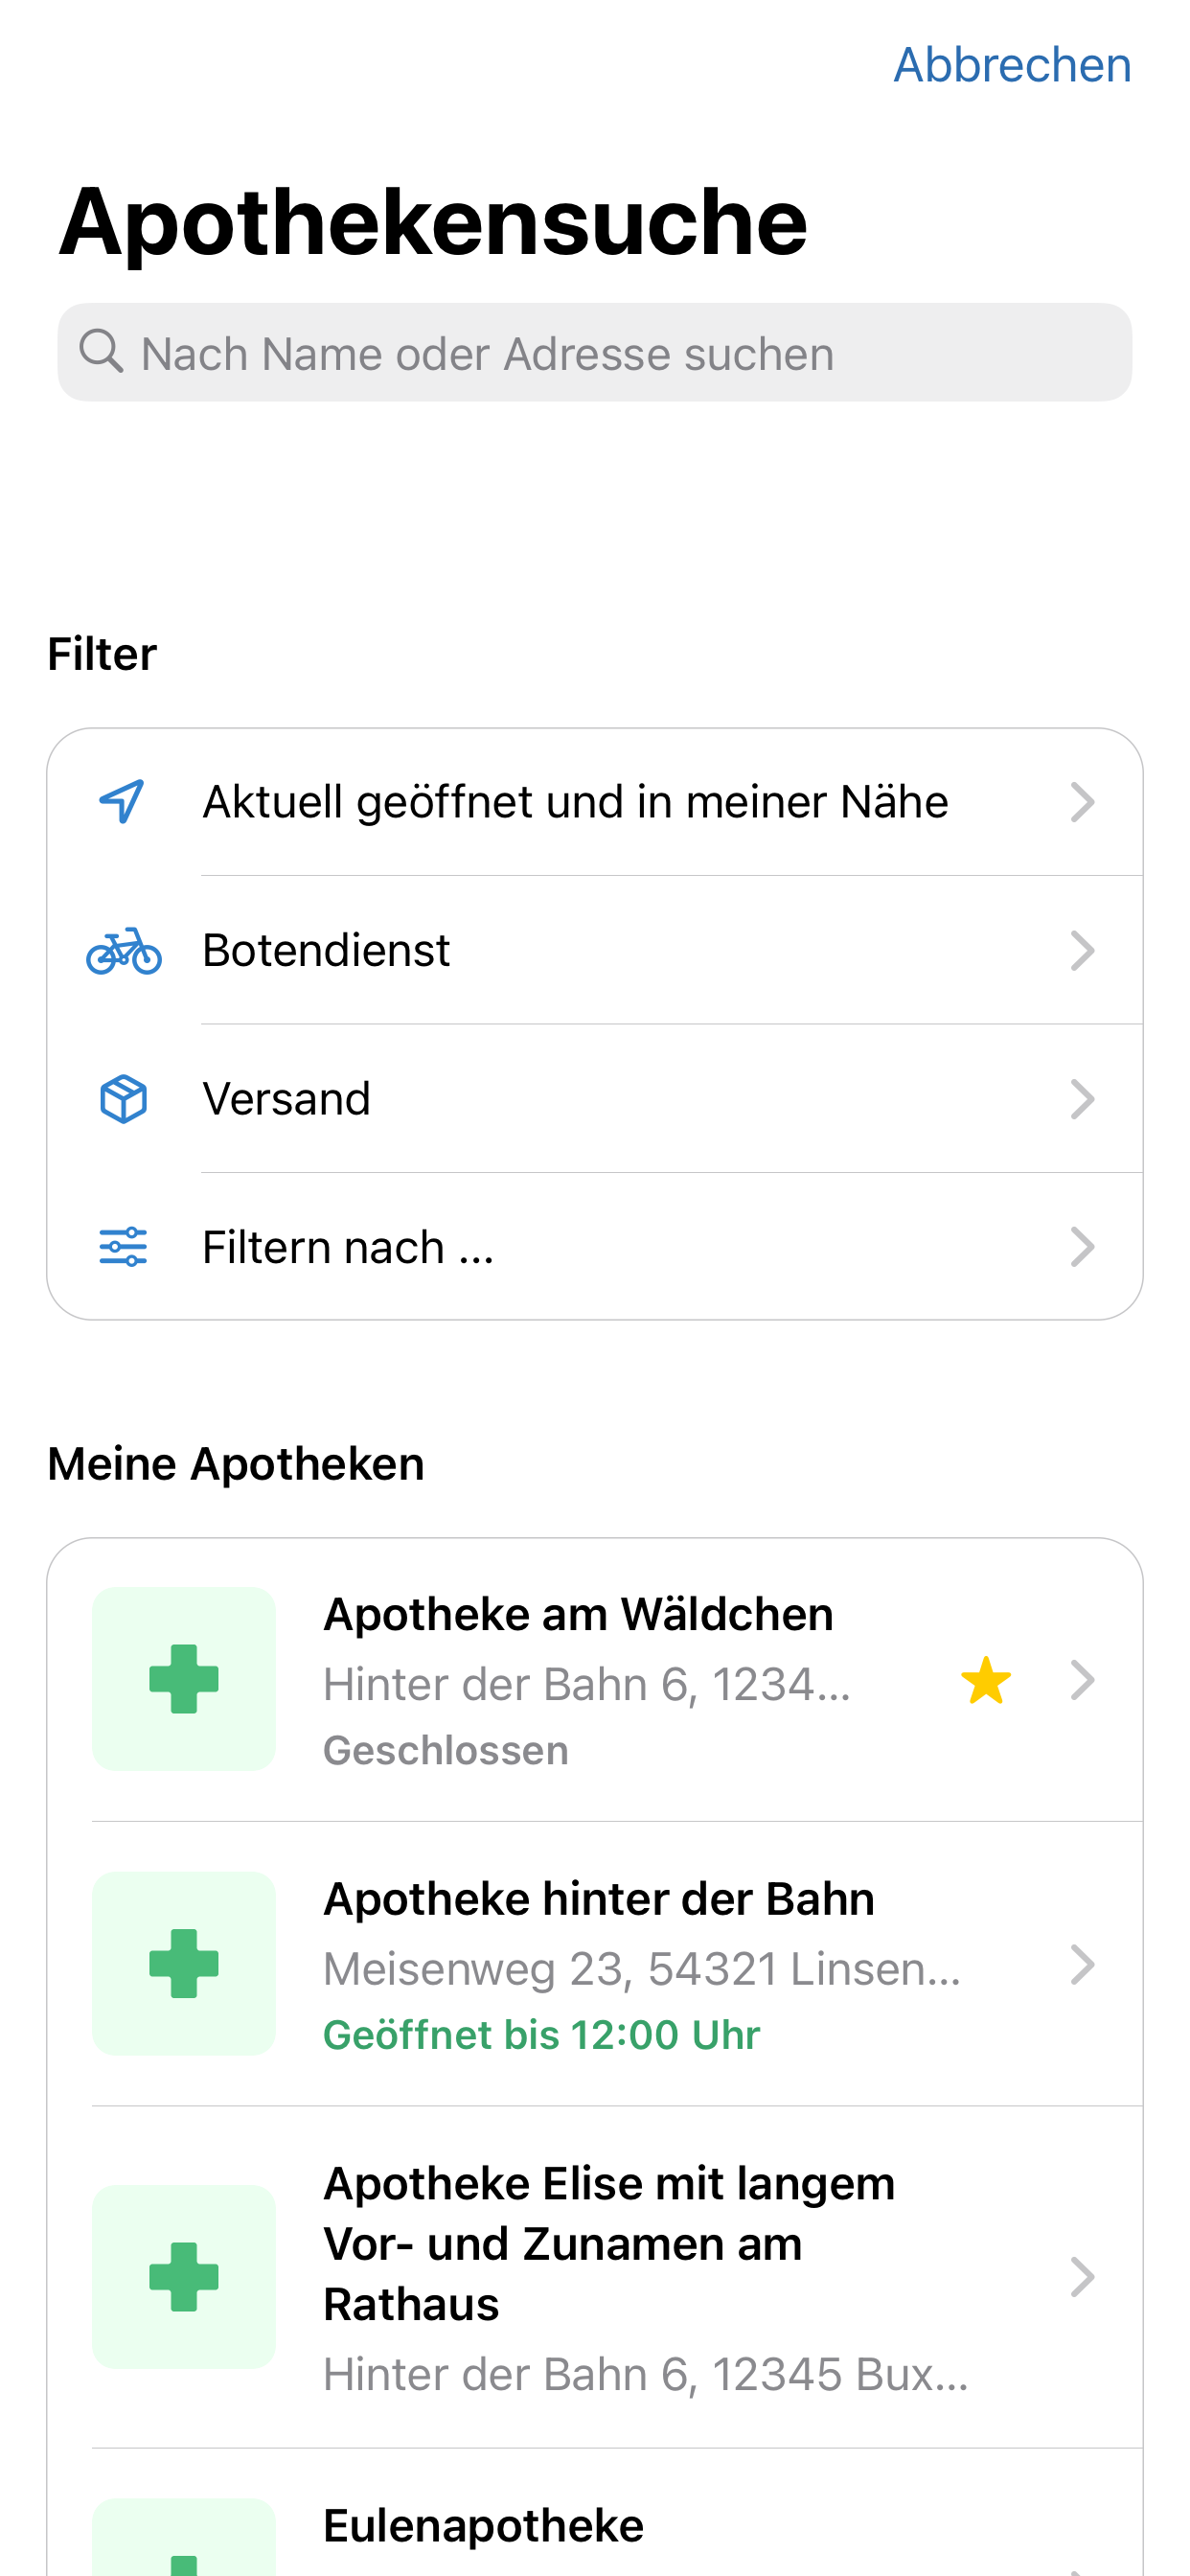 Abbrechen
Apothekensuche
Nach Name oder Adresse suchen
Filter
Aktuell geöffnet und in meiner Nähe
Botendienst
Versand
Filtern nach ...
Meine Apotheken
Apotheke am Wäldchen
Hinter der Bahn 6, 1234...
Geschlossen
Apotheke hinter der Bahn
Meisenweg 23, 54321 Linsen...
Geöffnet bis 12:00 Uhr
Apotheke Elise mit langem
Vor- und Zunamen am
Rathaus
Hinter der Bahn 6, 12345 Bux...
Eulenapotheke